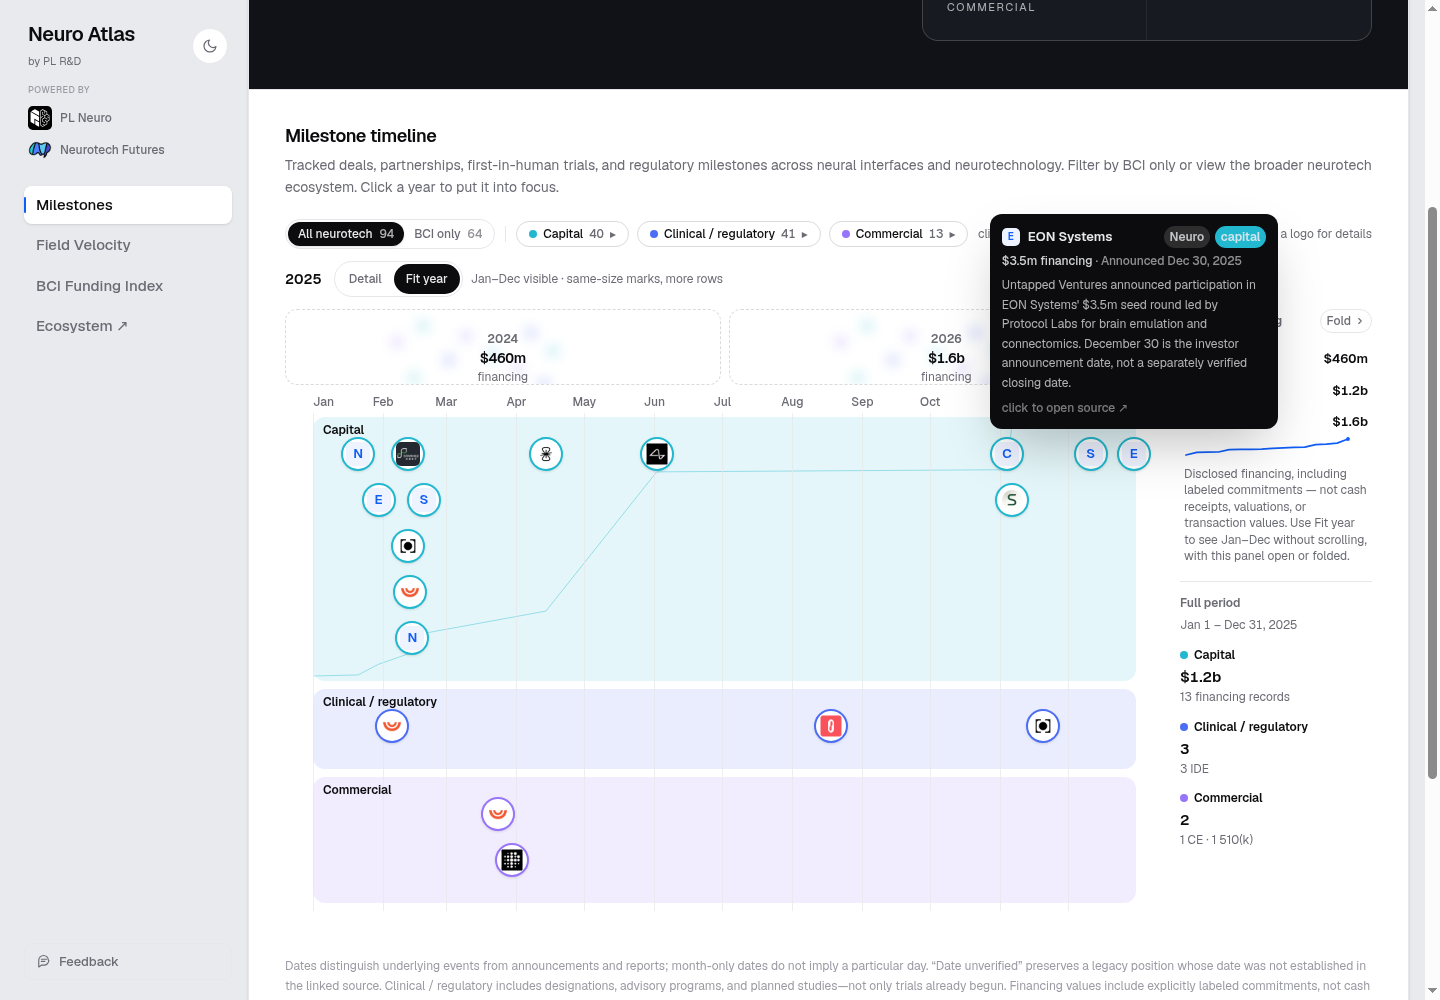 Neuro Atlas
by PL R&D
POWERED BY
PL Neuro
Neurotech Futures
Milestones
Field Velocity
BCI Funding Index
Ecosystem ↗
Feedback
COMMERCIAL
Milestone timeline
Tracked deals, partnerships, first-in-human trials, and regulatory milestones across neural interfaces and neurotechnology. Filter by BCI only or view the broader neurotech
ecosystem. Click a year to put it into focus.
All neurotech 94 BCI only 64 Capital 40 ▸ Clinical / regulatory 41 ▸ Commercial 13 ▸ a logo for details
2025 Detail Fit year Jan–Dec visible · same-size marks, more rows
2024
$460m
financing
2026
$1.6b
financing
E EON Systems Neuro capital
$3.5m financing · Announced Dec 30, 2025
Untapped Ventures announced participation in
EON Systems' $3.5m seed round led by
Protocol Labs for brain emulation and
connectomics. December 30 is the investor
announcement date, not a separately verified
closing date.
click to open source ↗
Fold ›
$460m
$1.2b
$1.6b
Jan Feb Mar Apr May Jun Jul Aug Sep Oct
Capital
N C S E
E S S
N
Clinical / regulatory
Commercial
Disclosed financing, including
labeled commitments — not cash
receipts, valuations, or
transaction values. Use Fit year
to see Jan–Dec without scrolling,
with this panel open or folded.
Full period
Jan 1 – Dec 31, 2025
Capital
$1.2b
13 financing records
Clinical / regulatory
3
3 IDE
Commercial
2
1 CE · 1 510(k)
Dates distinguish underlying events from announcements and reports; month-only dates do not imply a particular day. “Date unverified” preserves a legacy position whose date was not established in
the linked source. Clinical / regulatory includes designations, advisory programs, and planned studies—not only trials already begun. Financing values include explicitly labeled commitments, not cash